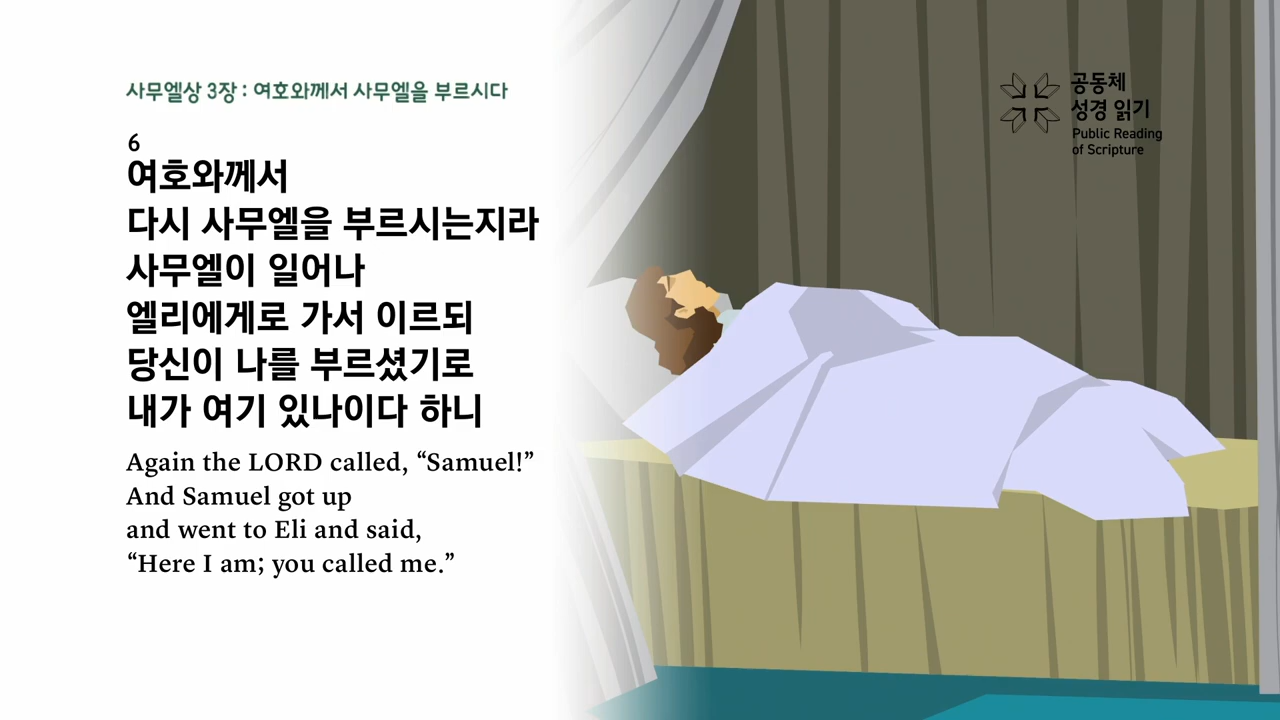 사무엘상 3장 : 여호와께서 사무엘을 부르시다
공동체
성경 읽기
Public Reading
of Scripture
6
여호와께서
다시 사무엘을 부르시는지라
사무엘이 일어나
엘리에게로 가서 이르되
당신이 나를 부르셨기로
내가 여기 있나이다 하니
Again the LORD called, “Samuel!”
And Samuel got up
and went to Eli and said,
“Here I am; you called me.”